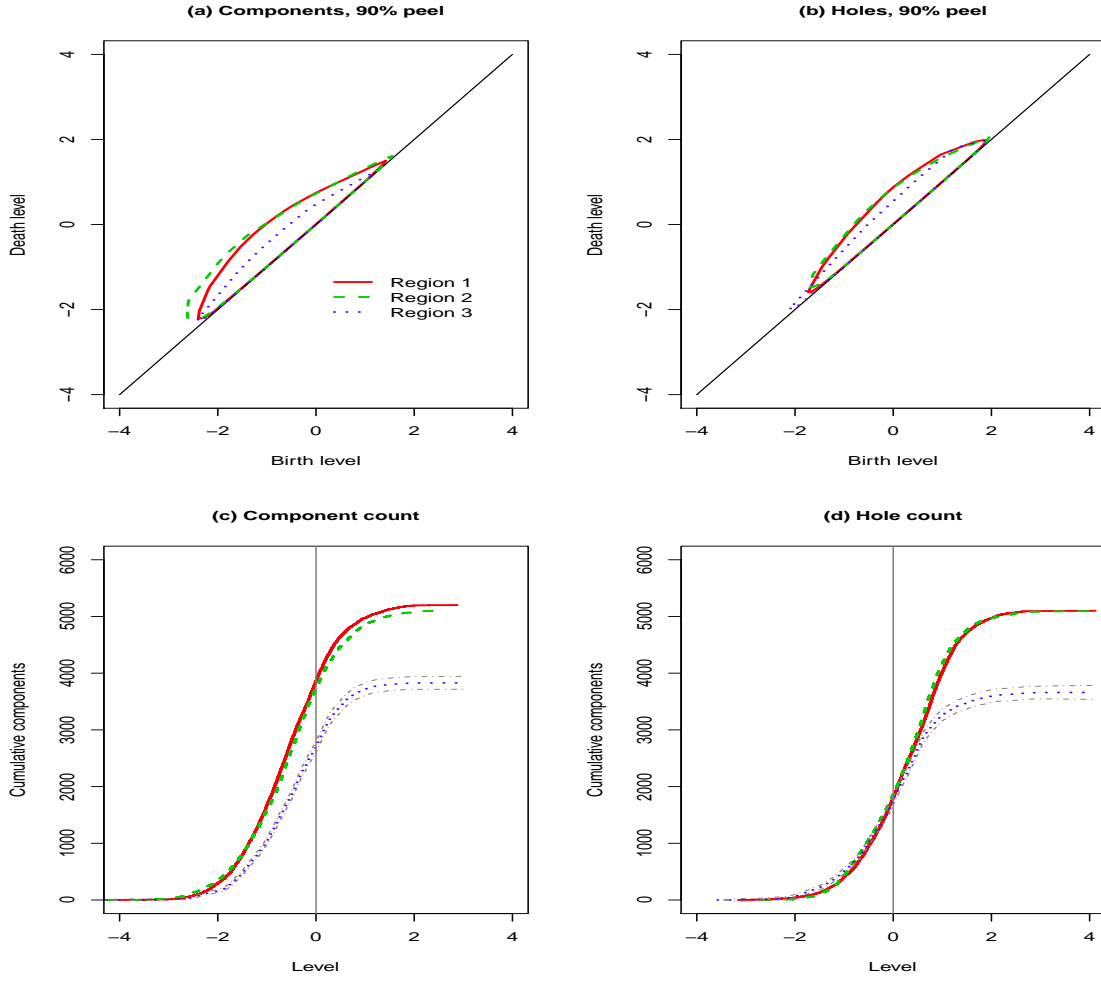 (a) Components, 90% peel
Death level
4
2
0
−2
−4
Region 1
Region 2
Region 3
−4 −2 0 2 4
Birth level
(b) Holes, 90% peel
Death level
4
2
0
−2
−4
−4 −2 0 2 4
Birth level
(c) Component count
Cumulative components
6000
5000
4000
3000
2000
1000
0
−4 −2 0 2 4
Level
(d) Hole count
Cumulative components
6000
5000
4000
3000
2000
1000
0
−4 −2 0 2 4
Level